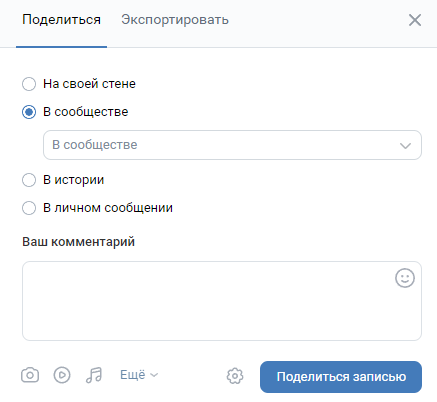 Поделиться Экспортировать
На своей стене
В сообществе
В сообществе
В истории
В личном сообщении
Ваш комментарий
Ещё
Поделиться записью